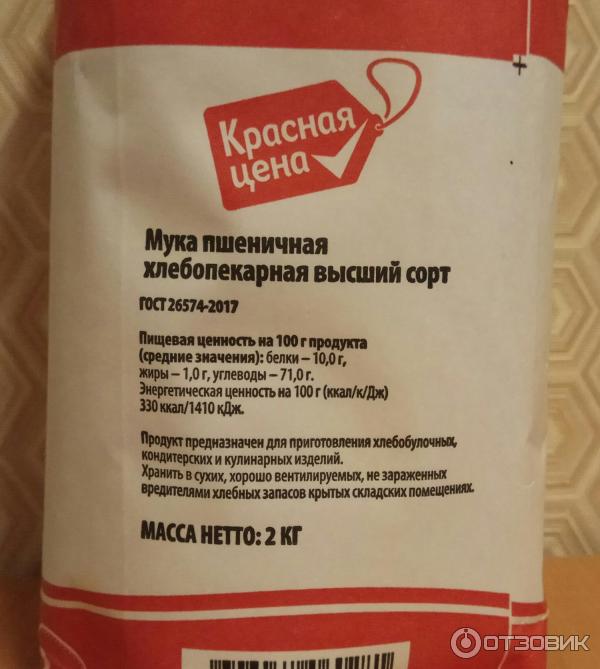 Красная
цена
Мука пшеничная
хлебопекарная высший сорт
ГОСТ 26574-2017
Пищевая ценность на 100 г продукта
(средние значения): белки – 10,0 г,
жиры – 1,0 г, углеводы – 71,0 г.
Энергетическая ценность на 100 г (ккал/к/Дж)
330 ккал/1410 кДж.
Продукт предназначен для приготовления хлебобулочных,
кондитерских и кулинарных изделий.
Хранить в сухих, хорошо вентилируемых, не зараженных
вредителями хлебных запасов крытых складских помещениях.
МАССА НЕТТО: 2 КГ
ОТЗОВИК